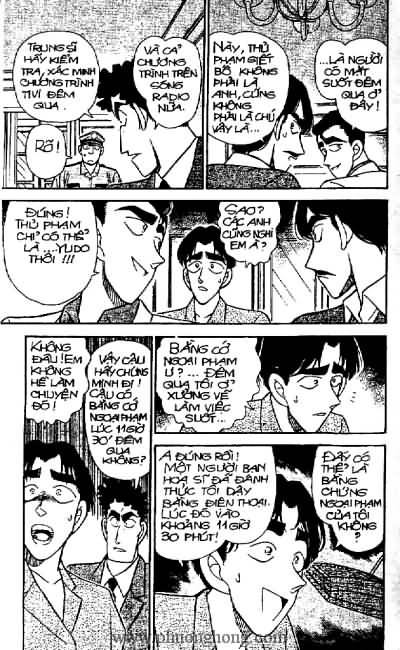 TRUNG SĨ
HÃY KIỂM
TRA, XÁC MINH
CHƯƠNG TRÌNH
TIVI ĐÊM
QUA.
VÀ CẢ
CHƯƠNG
TRÌNH TRÊN
SÓNG
RADIO
NỮA.
RÕ!
NÀY, THỦ
PHẠM GIẾT
BỐ KHÔNG
PHẢI LÀ
ANH, CŨNG
KHÔNG
PHẢI LÀ CHÚ
VẬY LÀ...
...LÀ NGƯỜI
CÓ MẶT
SUỐT ĐÊM
QUA Ở
ĐÂY!
ĐÚNG!
THỦ PHẠM
CHỈ CÓ THỂ
LÀ ...YUDO
THÔI !!!
SAO?
CÁC ANH
CŨNG NGHĨ
EM À?
KHÔNG
ĐÂU! EM
KHÔNG
HỀ LÀM
CHUYỆN
ĐÓ!
VẬY CẬU
HÃY CHỨNG
MINH ĐI!
CẬU CÓ
BẰNG CỚ
NGOẠI PHẠM
LÚC 11 GIỜ
30' ĐÊM
QUA
KHÔNG?
BẰNG CỚ
NGOẠI PHẠM
Ư? ... ĐÊM
QUA TÔI Ở
XƯỞNG VẼ
LÀM VIỆC
SUỐT...
A ĐÚNG RỒI!
MỘT NGƯỜI BẠN
HỌA SĨ ĐÃ ĐÁNH
THỨC TÔI DẬY
BẰNG ĐIỆN THOẠI.
LÚC ĐÓ VÀO
KHOẢNG 11 GIỜ
30 PHÚT!
ĐÂY CÓ
THỂ LÀ
BẰNG
CHỨNG
NGOẠI PHẠM
CỦA TÔI
KHÔNG?